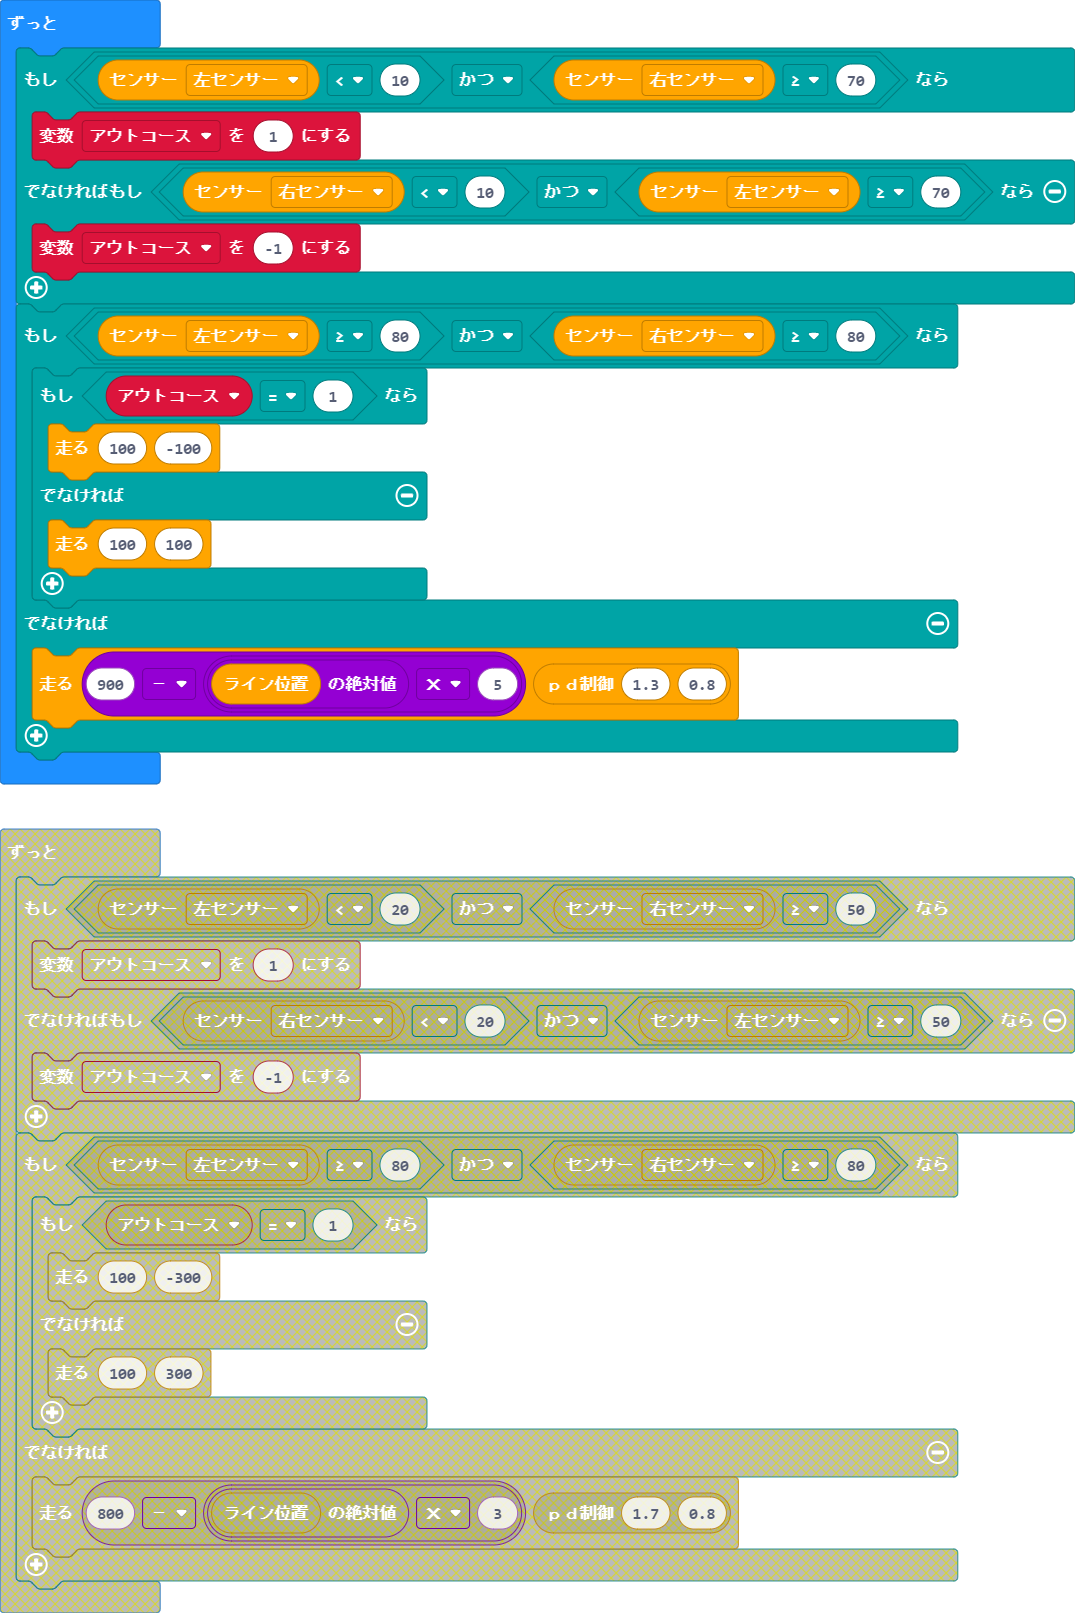 ずっと
もし センサー 左センサー < 10 かつ センサー 右センサー ≥ 70 なら
変数 アウトコース を 1 にする
でなければもし センサー 右センサー < 10 かつ センサー 左センサー ≥ 70 なら
変数 アウトコース を -1 にする
もし センサー 左センサー ≥ 80 かつ センサー 右センサー ≥ 80 なら
もし アウトコース = 1 なら
走る 100 -100
でなければ
走る 100 100
でなければ
走る 900 - ライン位置 の絶対値 × 5 pd制御 1.3 0.8
ずっと
もし センサー 左センサー < 20 かつ センサー 右センサー ≥ 50 なら
変数 アウトコース を 1 にする
でなければもし センサー 右センサー < 20 かつ センサー 左センサー ≥ 50 なら
変数 アウトコース を -1 にする
もし センサー 左センサー ≥ 80 かつ センサー 右センサー ≥ 80 なら
もし アウトコース = 1 なら
走る 100 -300
でなければ
走る 100 300
でなければ
走る 800 - ライン位置 の絶対値 × 3 pd制御 1.7 0.8